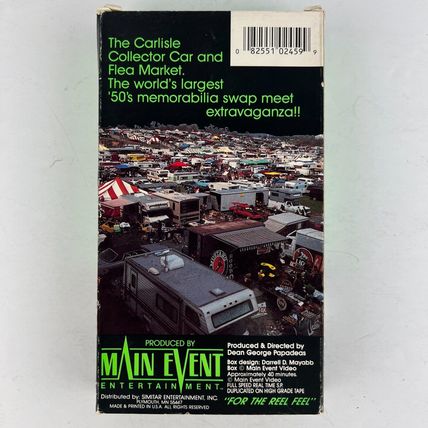 The Carlisle
Collector Car and
Flea Market.
The world's largest
'50's memorabilia swap meet
extravaganza!!
0 82551 02459 9
PRODUCED BY
MAIN EVENT
ENTERTAINMENT™
Distributed by: SIMITAR ENTERTAINMENT, INC.
PLYMOUTH, MN 55447
MADE & PRINTED IN U.S.A. ALL RIGHTS RESERVED
Produced & Directed by
Dean George Papadeas
Box design: Darrell D. Mayabb
Box © Main Event Video
Approximately 40 minutes
© Main Event Video
FULL SPEED REAL TIME S.P.
DUPLICATED ON HIGH GRADE TAPE
"FOR THE REEL FEEL"